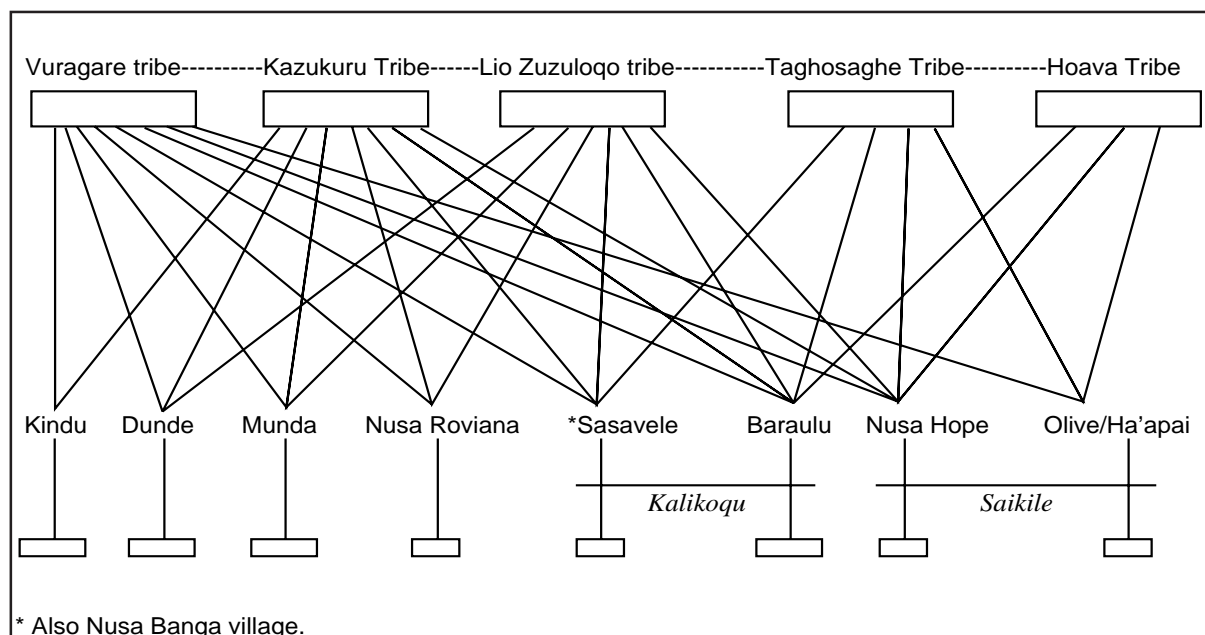 Vuragare tribe----------Kazukuru Tribe------Lio Zuzuloqo tribe-----------Taghosaghe Tribe----------Hoava Tribe
Kindu Dunde Munda Nusa Roviana *Sasavele Baraulu Nusa Hope Olive/Ha'apai
Kalikoqu Saikile
* Also Nusa Banga village.